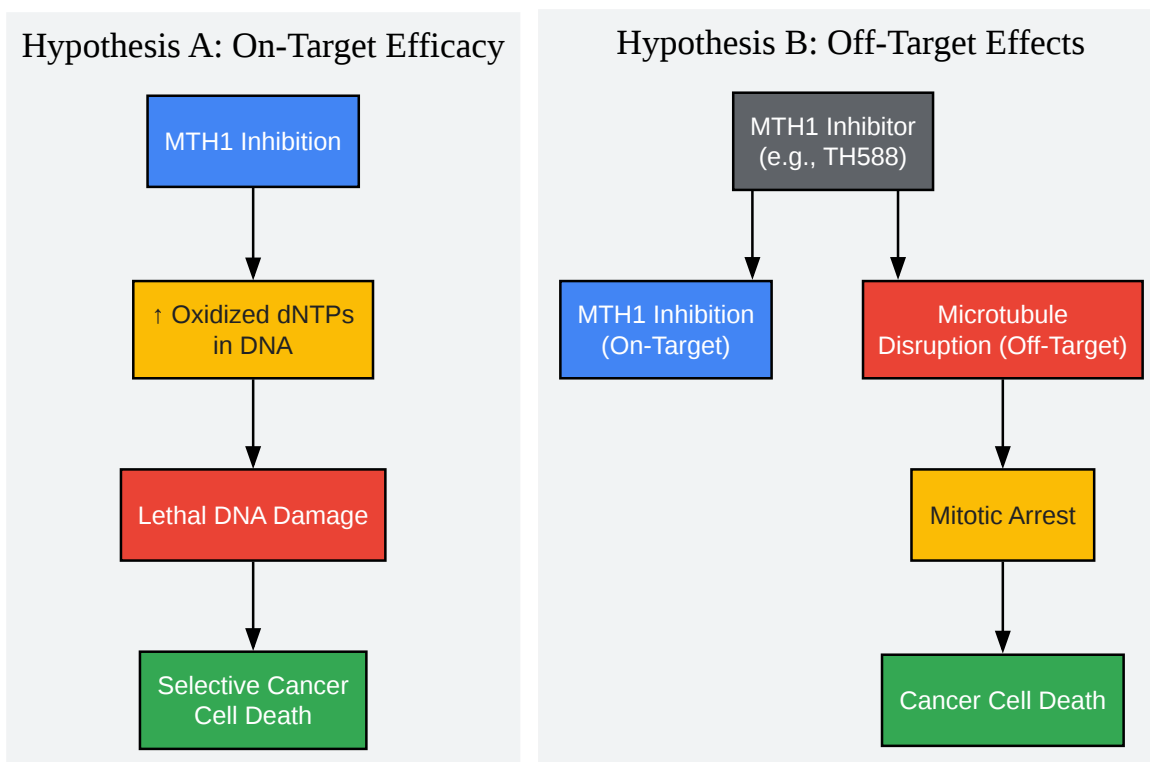 Hypothesis A: On-Target Efficacy
MTH1 Inhibition
↑ Oxidized dNTPs
in DNA
Lethal DNA Damage
Selective Cancer
Cell Death
Hypothesis B: Off-Target Effects
MTH1 Inhibitor
(e.g., TH588)
MTH1 Inhibition
(On-Target)
Microtubule
Disruption (Off-Target)
Mitotic Arrest
Cancer Cell Death